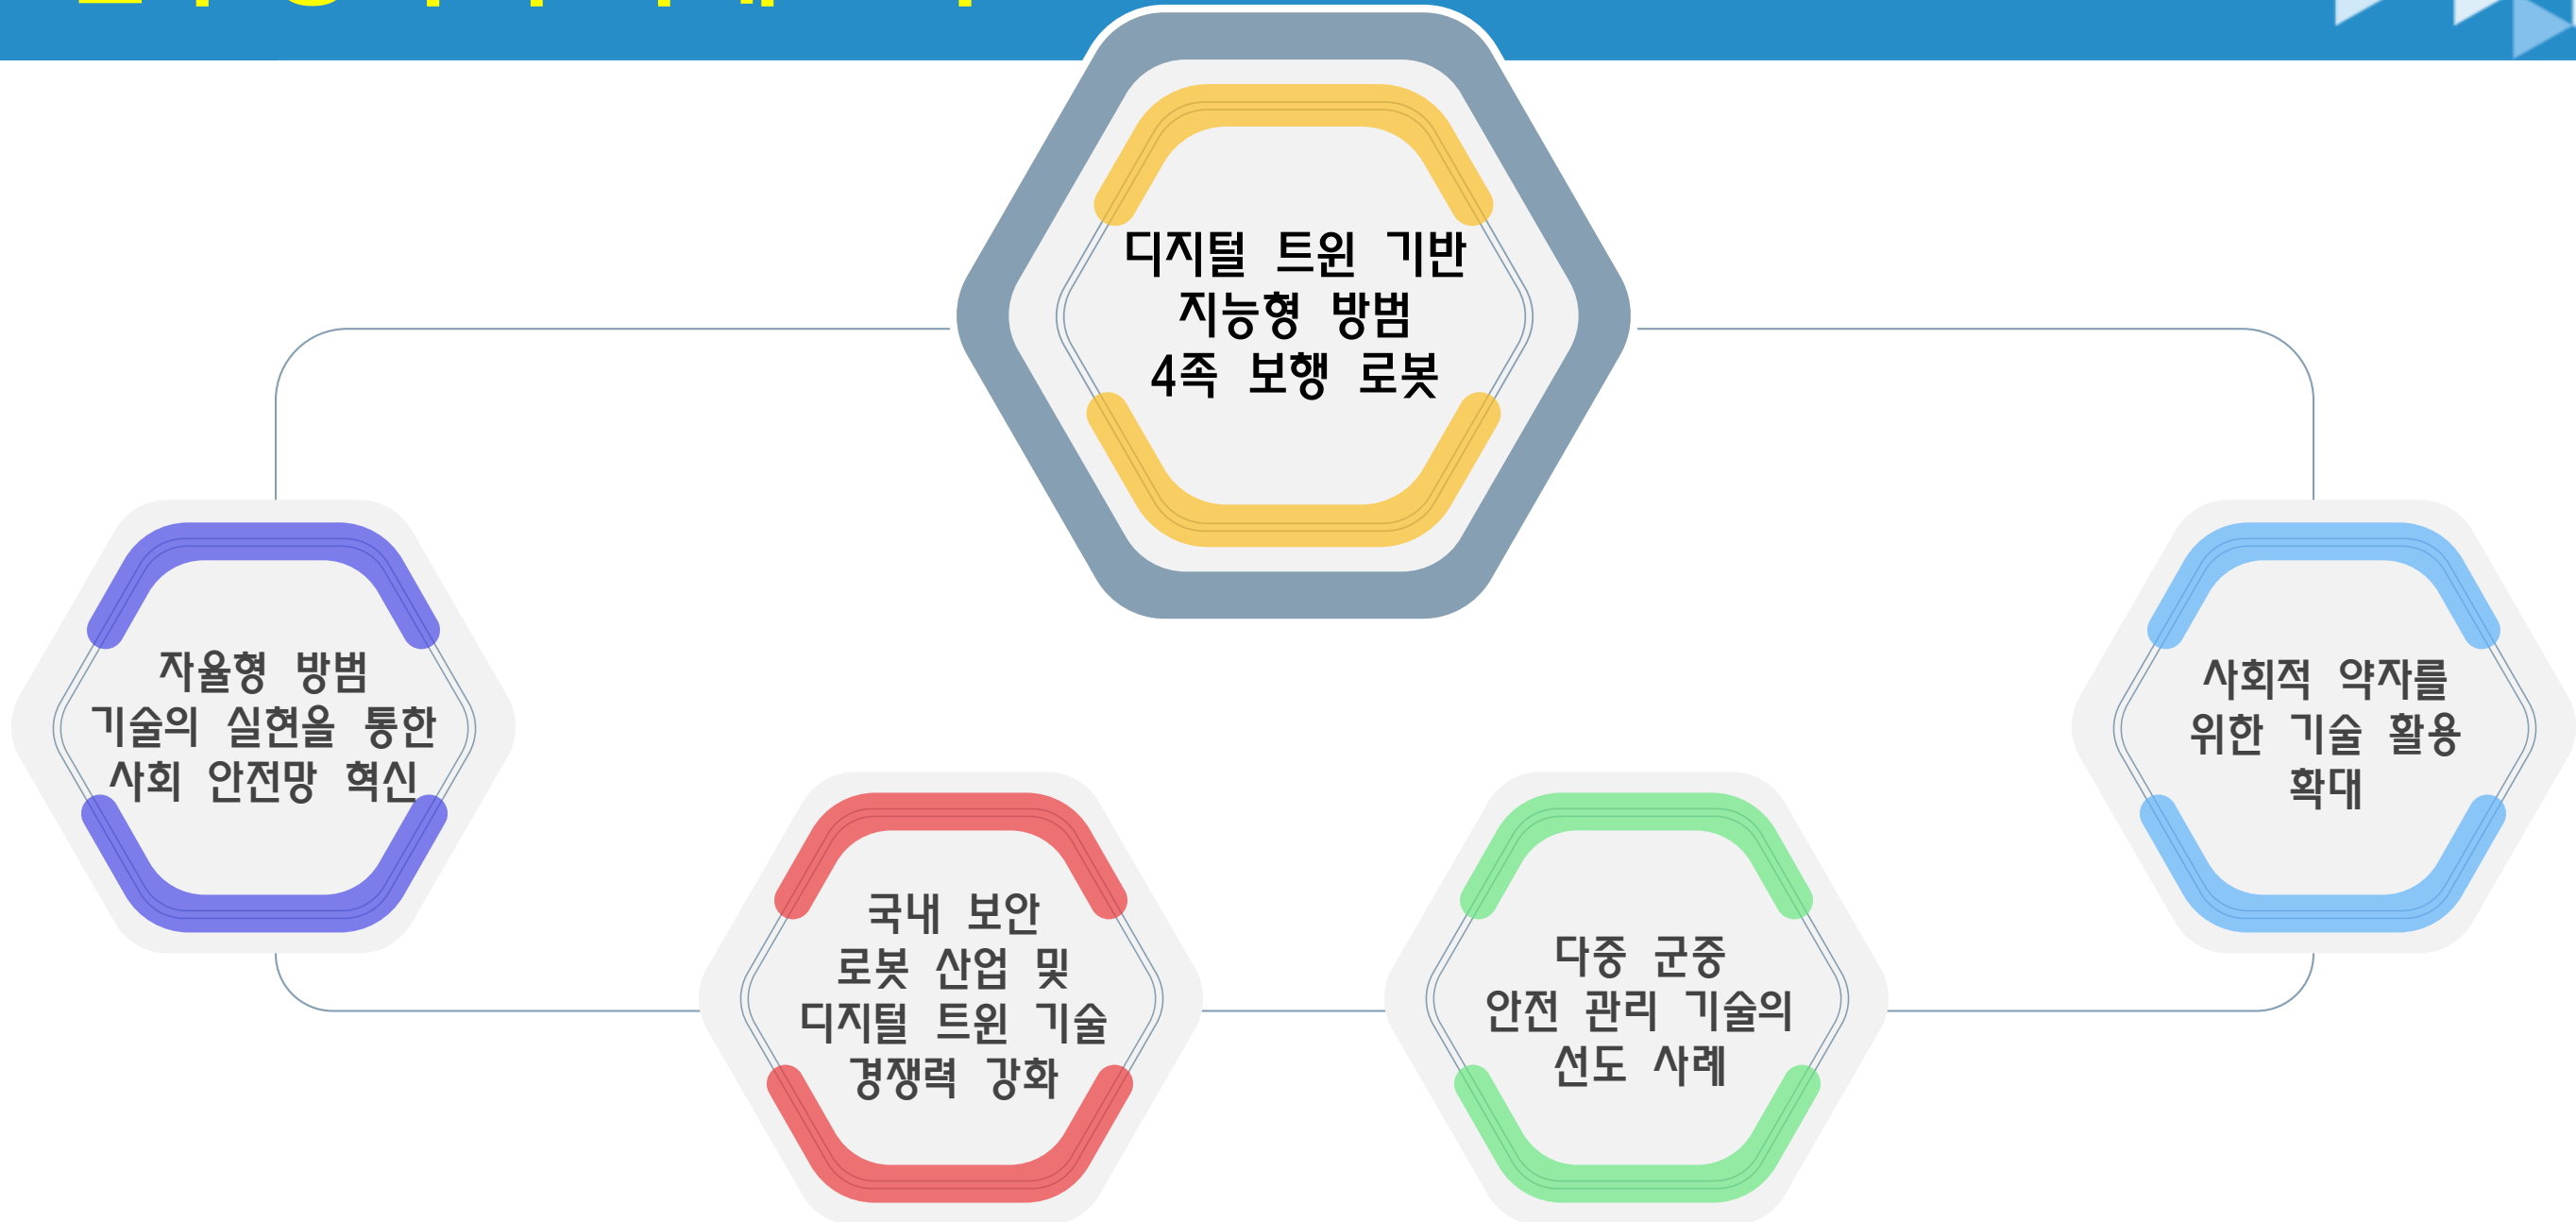 디지털 트윈 기반
지능형 방범
4족 보행 로봇
자율형 방범
기술의 실현을 통한
사회 안전망 혁신
국내 보안
로봇 산업 및
디지털 트윈 기술
경쟁력 강화
다중 군중
안전 관리 기술의
선도 사례
사회적 약자를
위한 기술 활용
확대